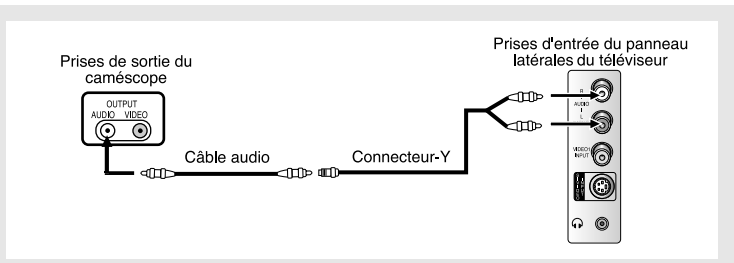 Prises de sortie du
caméscope
OUTPUT
AUDIO VIDEO
Câble audio
Connecteur-Y
Prises d'entrée du panneau
latérales du téléviseur
R
AUDIO
L
VIDEO1
INPUT